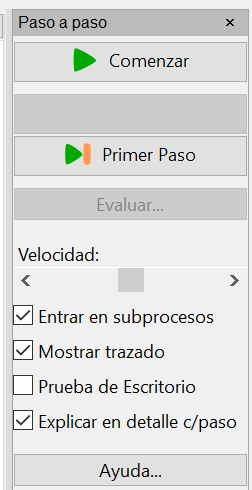 Paso a paso
Comenzar
Primer Paso
Evaluar...
Velocidad:
Entrar en subprocesos
Mostrar trazado
Prueba de Escritorio
Explicar en detalle c/paso
Ayuda...